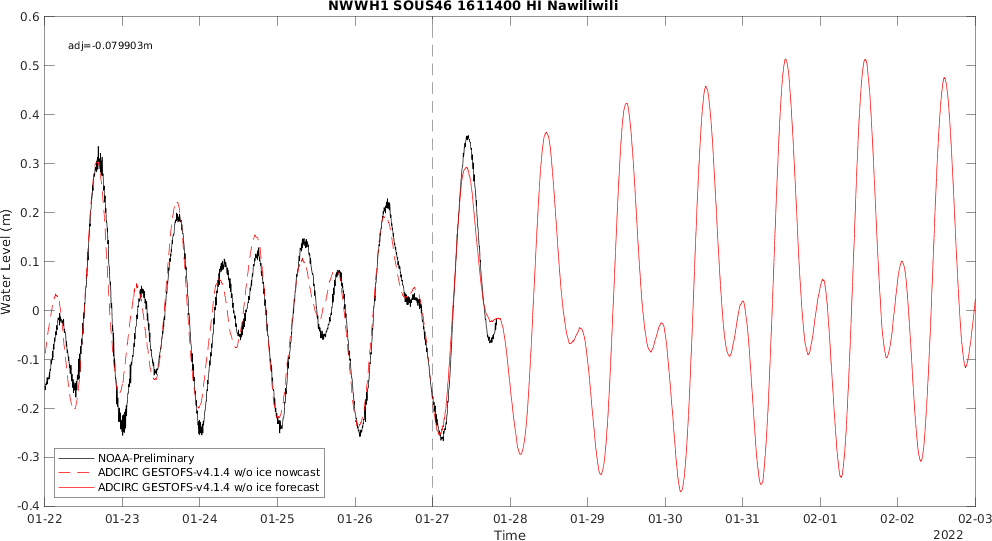 NWWH1 SOUS46 1611400 HI Nawiliwili
adj=-0.079903m
Water Level (m)
0.6
0.5
0.4
0.3
0.2
0.1
0
-0.1
-0.2
-0.3
-0.4
NOAA-Preliminary
ADCIRC GESTOFS-v4.1.4 w/o ice nowcast
ADCIRC GESTOFS-v4.1.4 w/o ice forecast
01-22 01-23 01-24 01-25 01-26 01-27 01-28 01-29 01-30 01-31 02-01 02-02 02-03
Time
2022